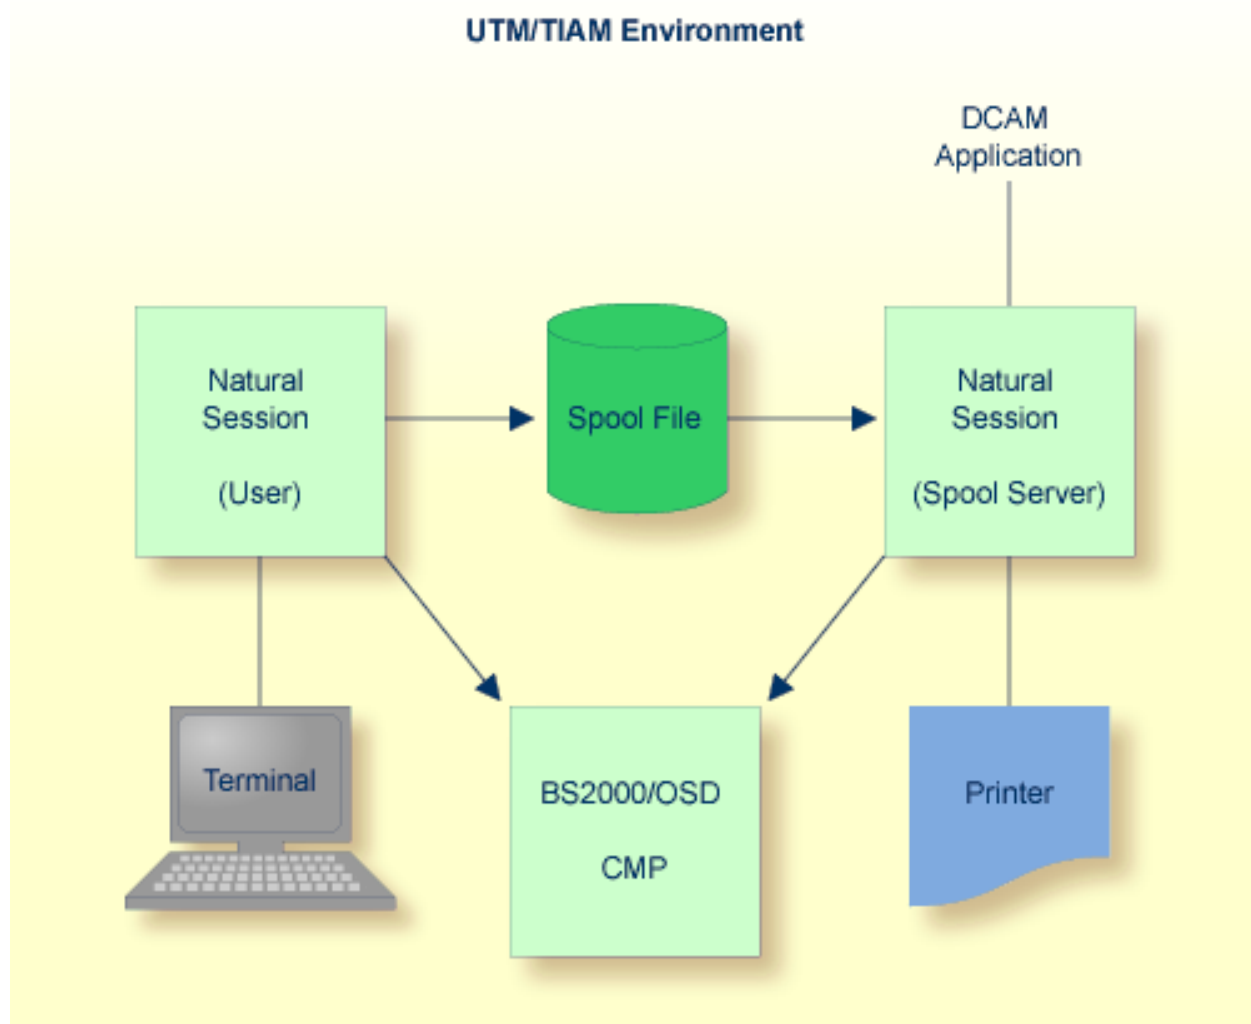 UTM/TIAM Environment
DCAM
Application
Natural
Session
(User)
Spool File
Natural
Session
(Spool Server)
Terminal
BS2000/OSD
CMP
Printer